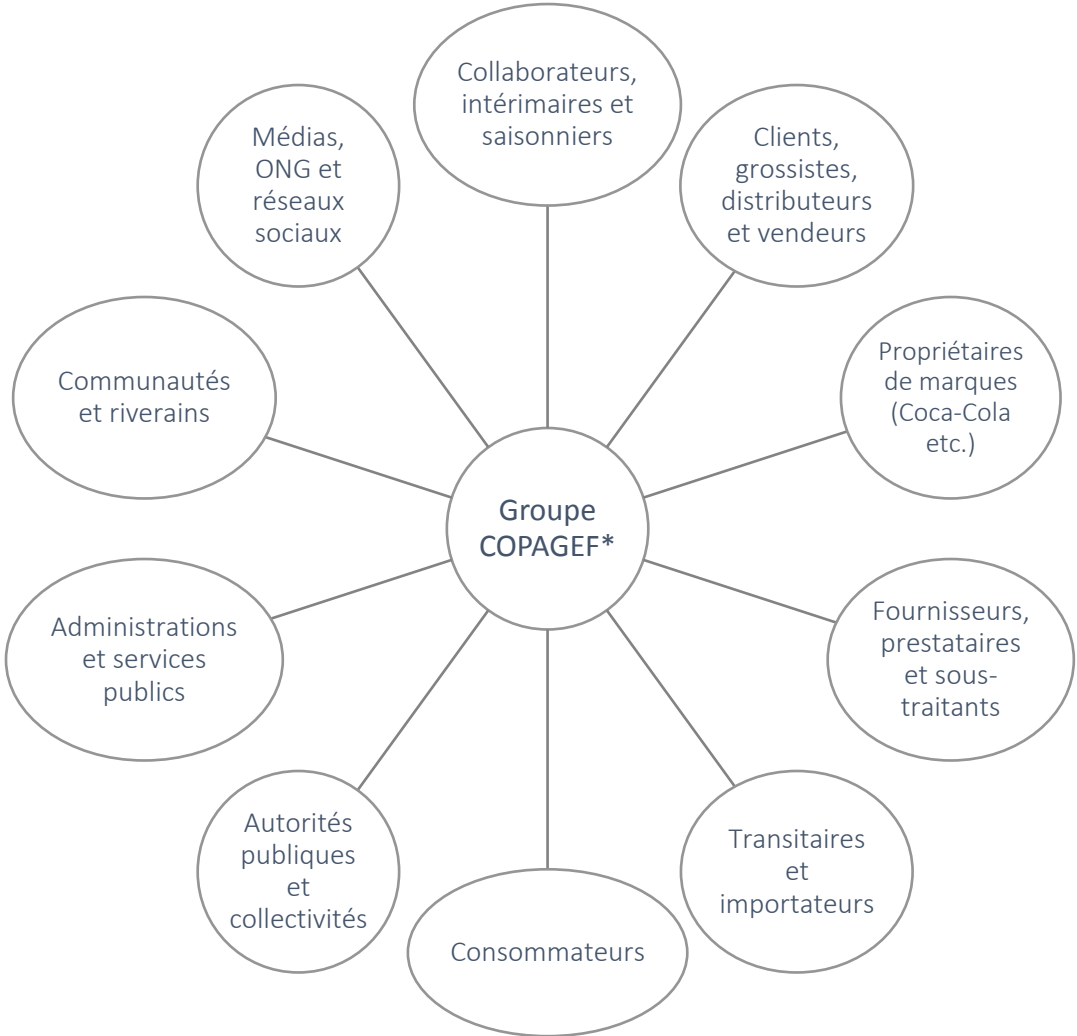 Collaborateurs,
intérimaires et
saisonniers
Clients,
grossistes,
distributeurs
et vendeurs
Propriétaires
de marques
(Coca-Cola
etc.)
Fournisseurs,
prestataires
et sous-
traitants
Transitaires
et
importateurs
Consommateurs
Autorités
publiques
et
collectivités
Administrations
et services
publics
Communautés
et riverains
Médias,
ONG et
réseaux
sociaux
Groupe
COPAGEF*